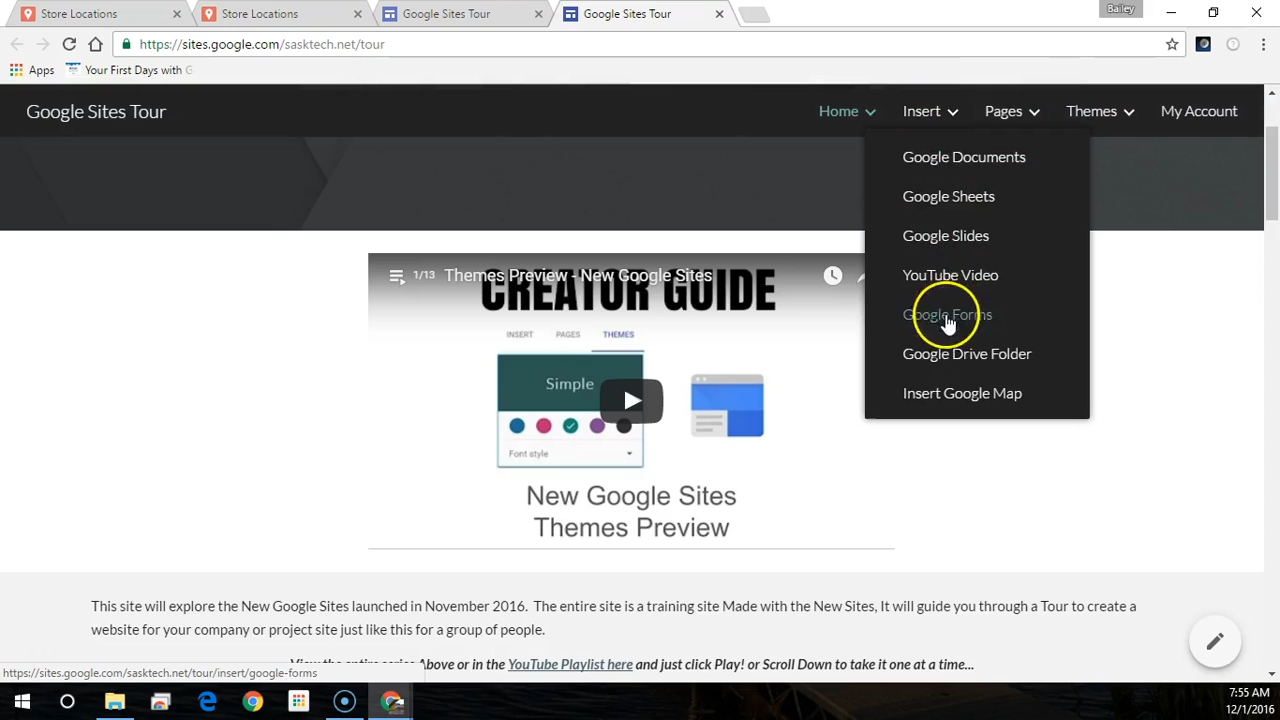 Store Locations
Store Locations
Google Sites Tour
Google Sites Tour
Bailey
https://sites.google.com/sasktech.net/tour
Apps
Your First Days with G
Google Sites Tour
Home
Insert
Pages
Themes
My Account
Google Documents
Google Sheets
Google Slides
YouTube Video
Google Forms
Google Drive Folder
Insert Google Map
1/13
Themes Preview - New Google Sites
CREATOR GUIDE
INSERT
PAGES
THEMES
Simple
Font style
New Google Sites
Themes Preview
This site will explore the New Google Sites launched in November 2016. The entire site is a training site Made with the New Sites, It will guide you through a Tour to create a
website for your company or project site just like this for a group of people.
View the entire series Above or in the YouTube Playlist here and just click Play! or Scroll Down to take it one at a time...
https://sites.google.com/sasktech.net/tour/insert/google-forms
7:55 AM
12/1/2016